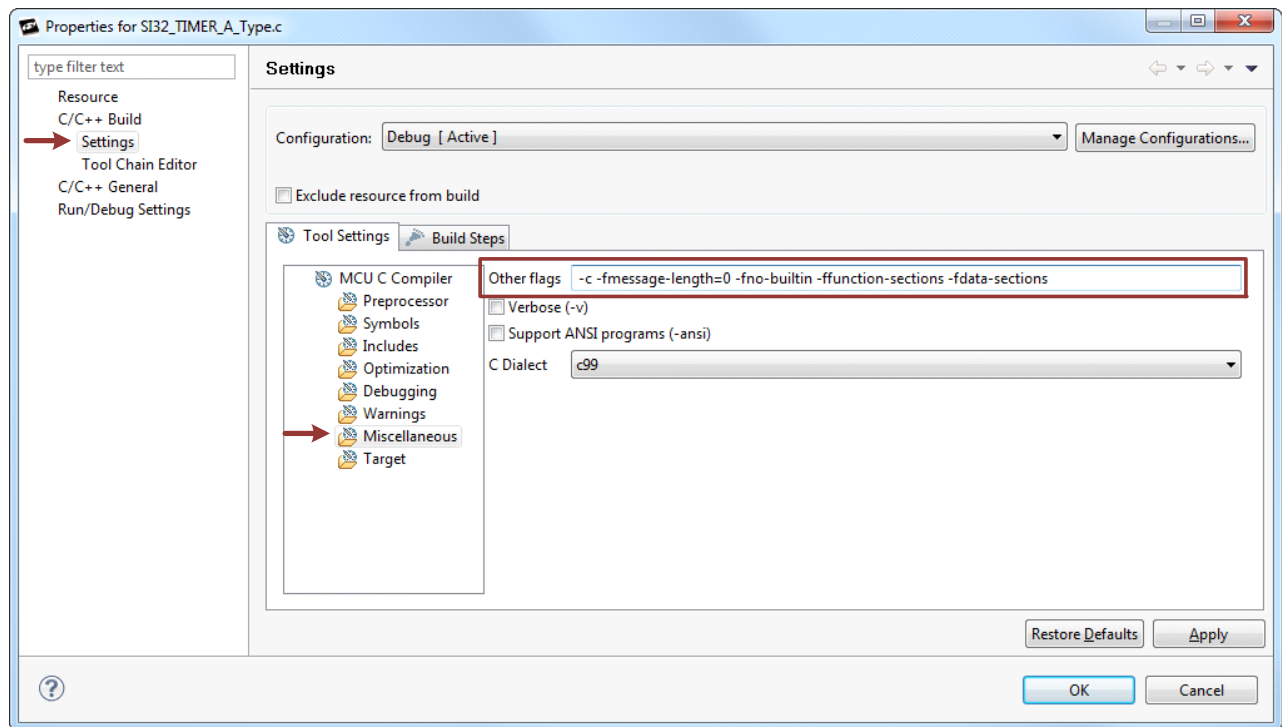 Properties for SI32_TIMER_A_Type.c
type filter text
Resource
C/C++ Build
Settings
Tool Chain Editor
C/C++ General
Run/Debug Settings
Settings
Configuration: Debug [ Active ] Manage Configurations...
Exclude resource from build
Tool Settings Build Steps
MCU C Compiler
Preprocessor
Symbols
Includes
Optimization
Debugging
Warnings
Miscellaneous
Target
Other flags -c -fmessage-length=0 -fno-builtin -ffunction-sections -fdata-sections
Verbose (-v)
Support ANSI programs (-ansi)
C Dialect c99
Restore Defaults Apply
? OK Cancel